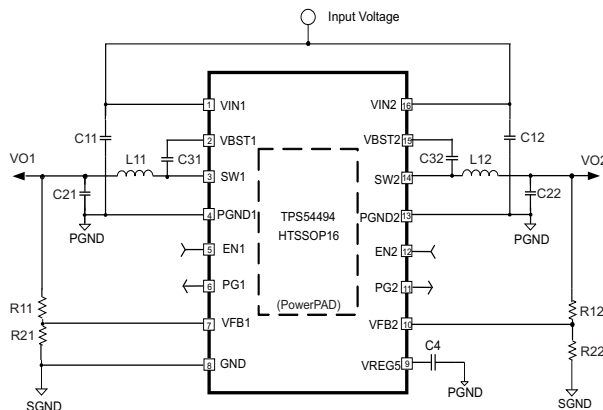 Input Voltage
1 VIN1 VIN2 16
C11 C12
2 VBST1 VBST2 15
VO1 L11 C31 C32 L12 VO2
3 SW1 SW2 14
C21 C22
TPS54494
HTSSOP16
4 PGND1 PGND2 13
PGND PGND
5 EN1 EN2 12
6 PG1 PG2 11
(PowerPAD)
R11 R12
7 VFB1 VFB2 10
R21 R22
C4
8 GND VREG5 9
PGND
SGND SGND